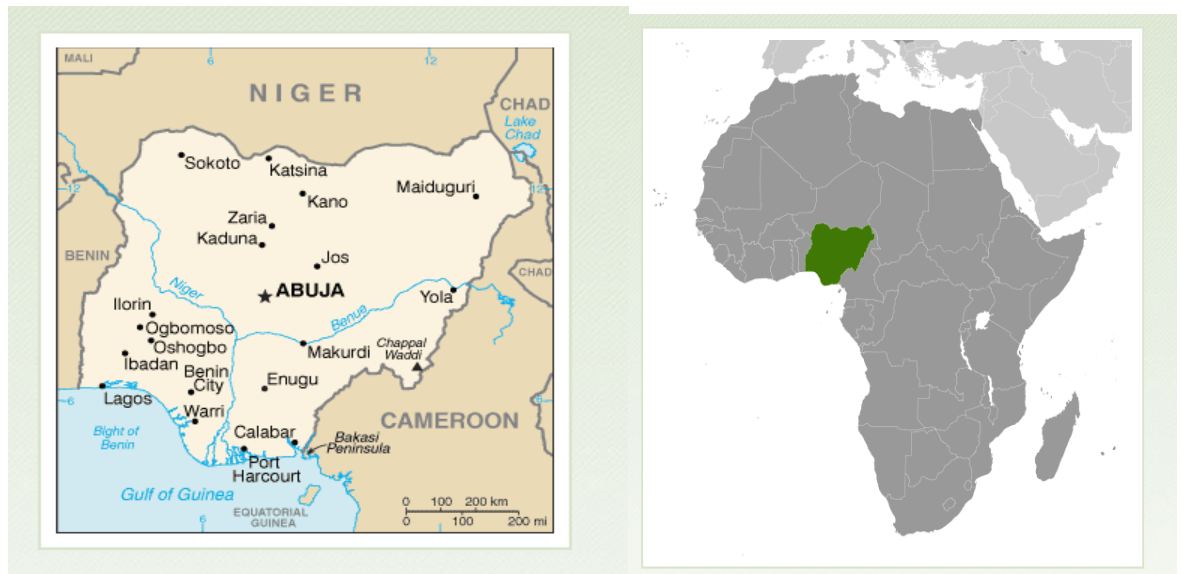 MALI
6
12
NIGER
CHAD
Lake
Chad
Sokoto
Katsina
Maiduguri
12
12
Kano
Zaria
Kaduna
BENIN
Jos
CHAD
Niger
ABUJA
Yola
Ilorin
Benue
Ogbomoso
Oshogbo
Makurdi
Chappal
Waddi
Ibadan
Benin
City
Enugu
6
Lagos
6
Warri
CAMEROON
Bight of
Benin
Calabar
Bakasi
Peninsula
Port
Harcourt
Gulf of Guinea
EQUATORIAL
GUINEA
0 100 200 km
0 100 200 mi
6